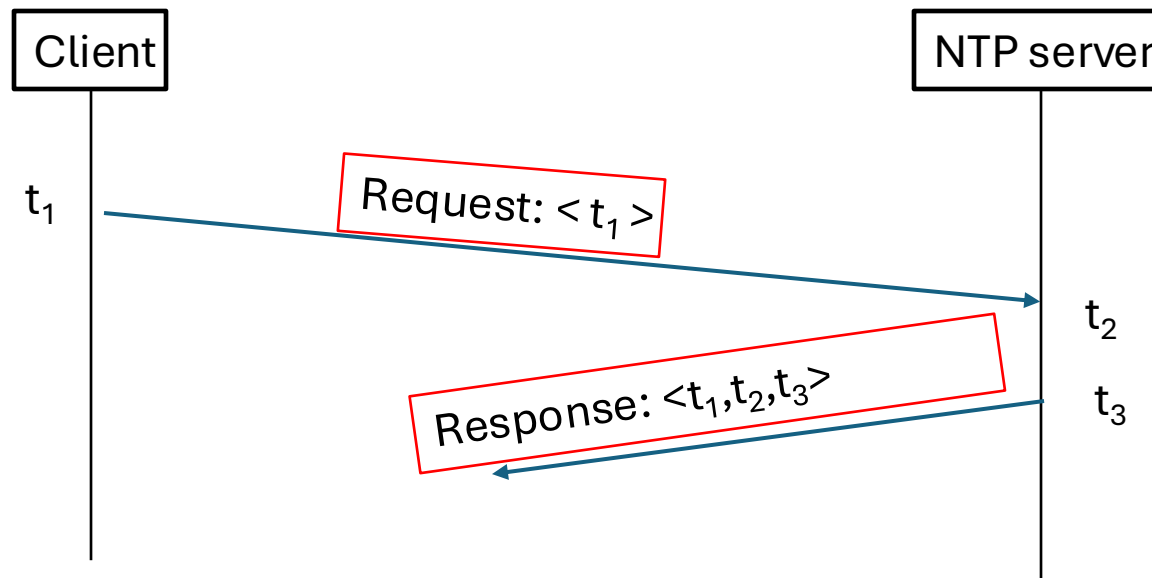 Client
NTP server
t₁
Request: < t₁ >
t₂
Response: <t₁,t₂,t₃>
t₃